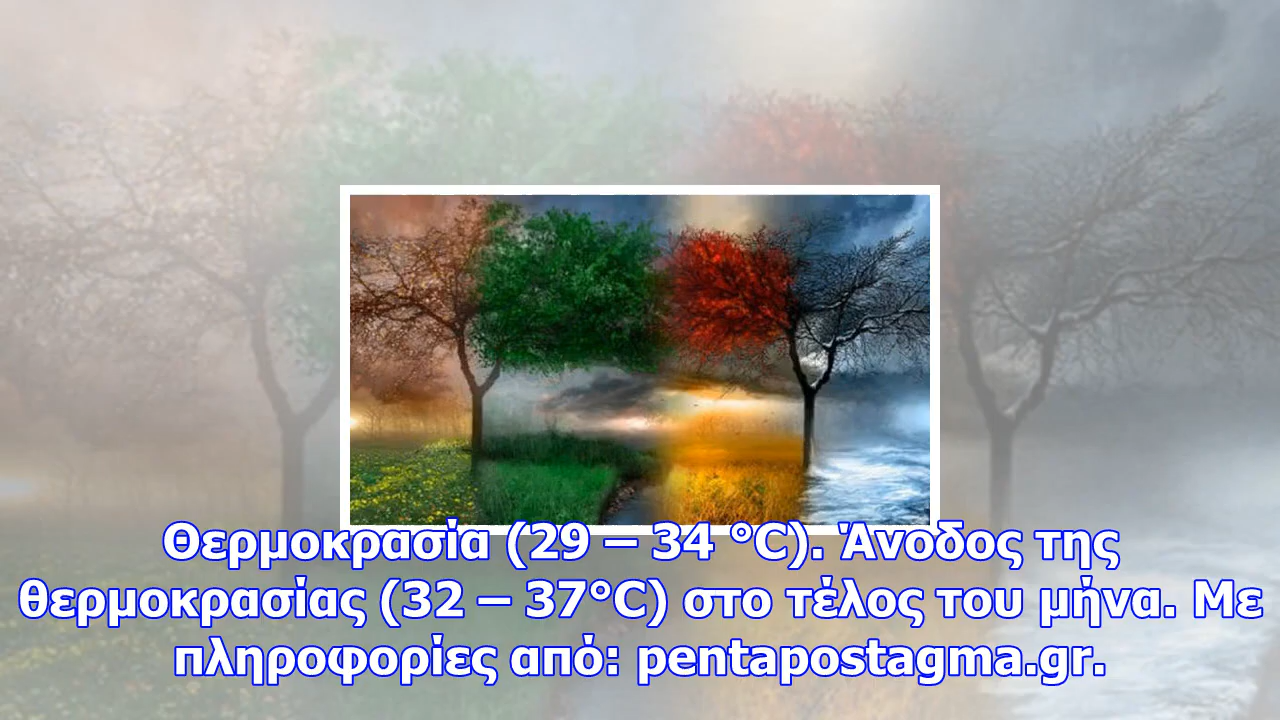 Θερμοκρασία (29 – 34 °C). Άνοδος της
θερμοκρασίας (32 – 37°C) στο τέλος του μήνα. Με
πληροφορίες από: pentapostagma.gr.